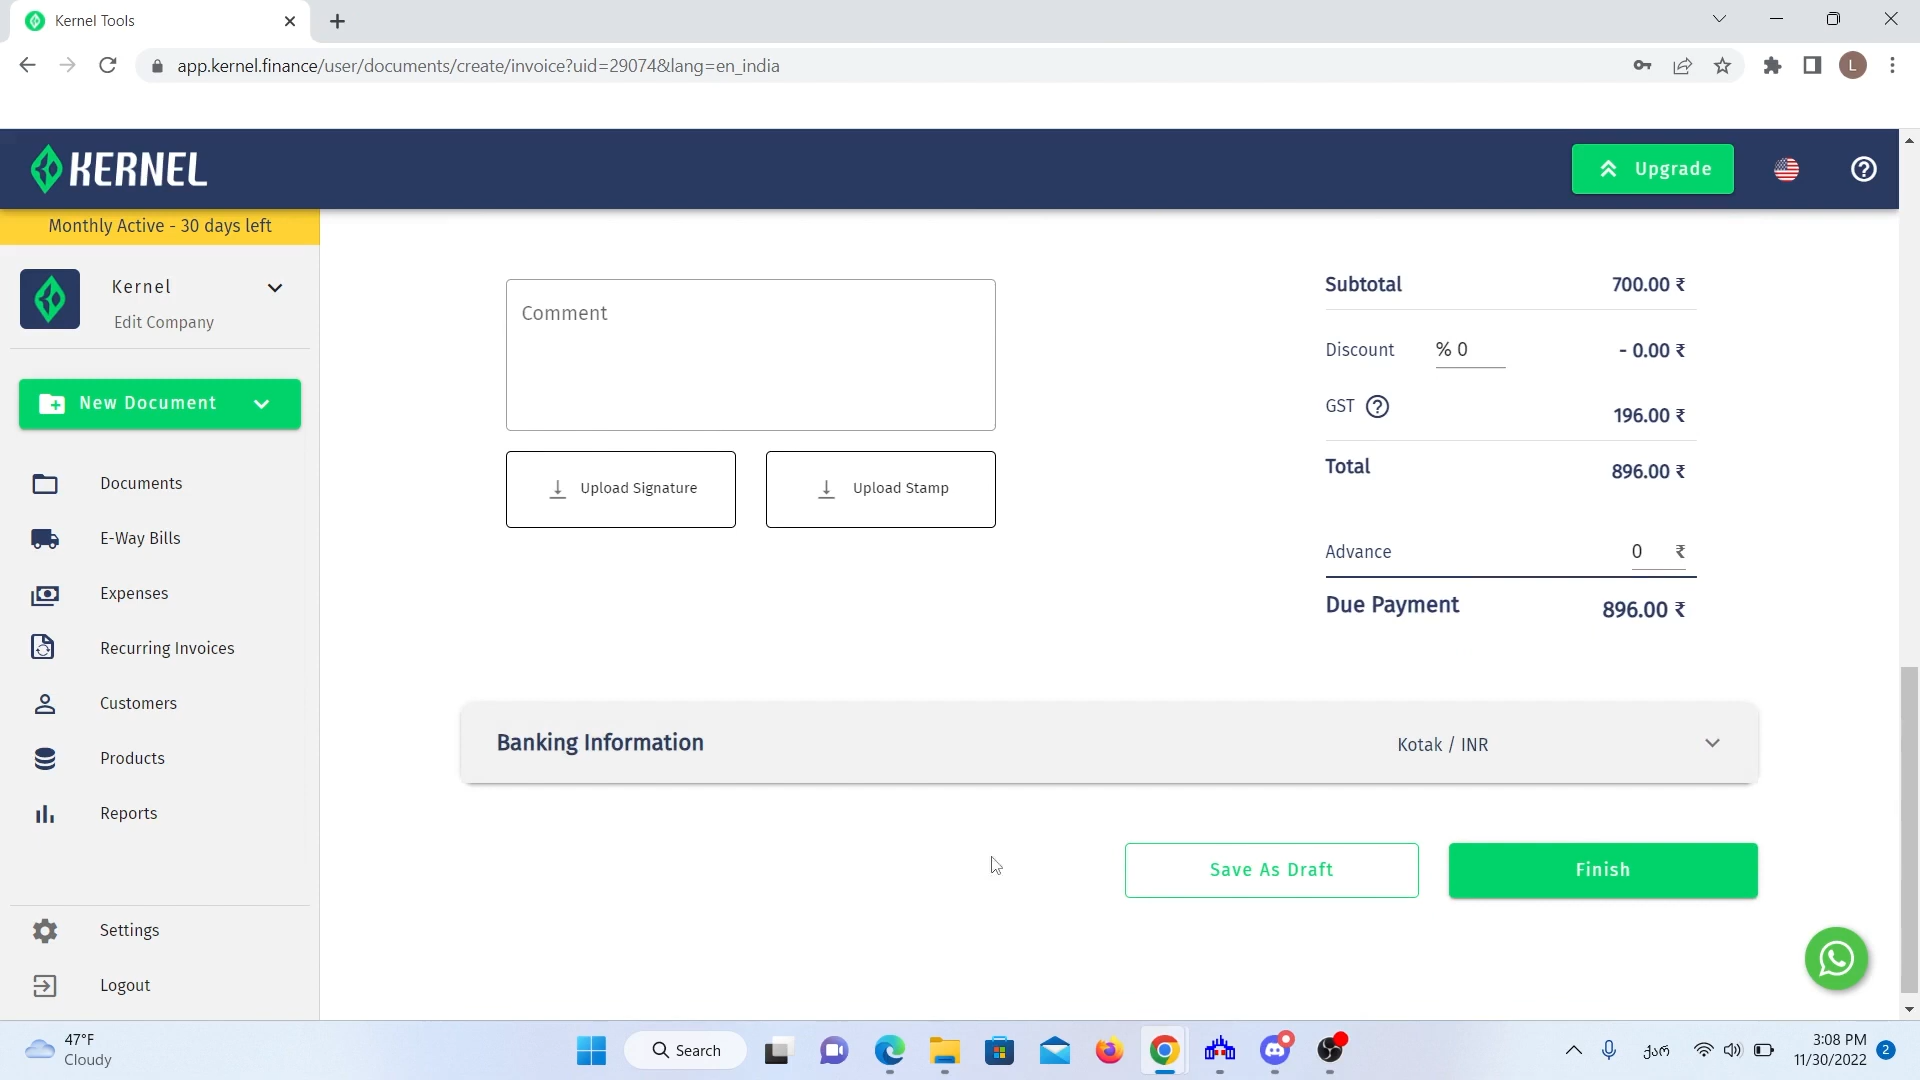 Kernel Tools
app.kernel.finance/user/documents/create/invoice?uid=29074&lang=en_india
L
KERNEL
Upgrade
Monthly Active - 30 days left
Kernel
Edit Company
New Document
Documents
E-Way Bills
Expenses
Recurring Invoices
Customers
Products
Reports
Settings
Logout
Comment
Upload Signature
Upload Stamp
Subtotal 700.00 ₹
Discount % 0 - 0.00 ₹
GST ? 196.00 ₹
Total 896.00 ₹
Advance 0 ₹
Due Payment 896.00 ₹
Banking Information Kotak / INR
Save As Draft
Finish
47°F
Cloudy
Search
ქარ
3:08 PM
11/30/2022
2